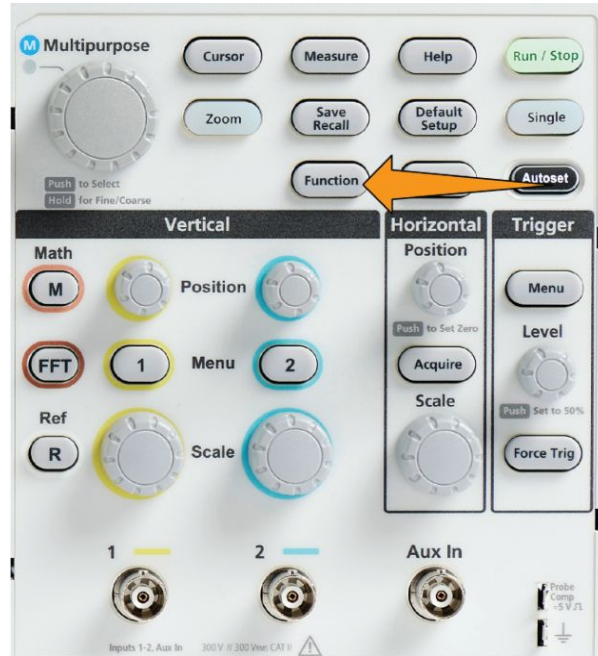 M Multipurpose
Cursor
Measure
Help
Run / Stop
Zoom
Save
Recall
Default
Setup
Single
Push to Select
Hold for Fine/Coarse
Function
Autoset
Vertical
Horizontal
Trigger
Math
M
Position
Position
Push to Set Zero
Menu
Level
FFT
1
Menu
2
Acquire
Scale
Push Set to 50%
Ref
R
Scale
Force Trig
1
2
Aux In
Inputs 1-2, Aux In
300 V
CAT II
Probe
Comp